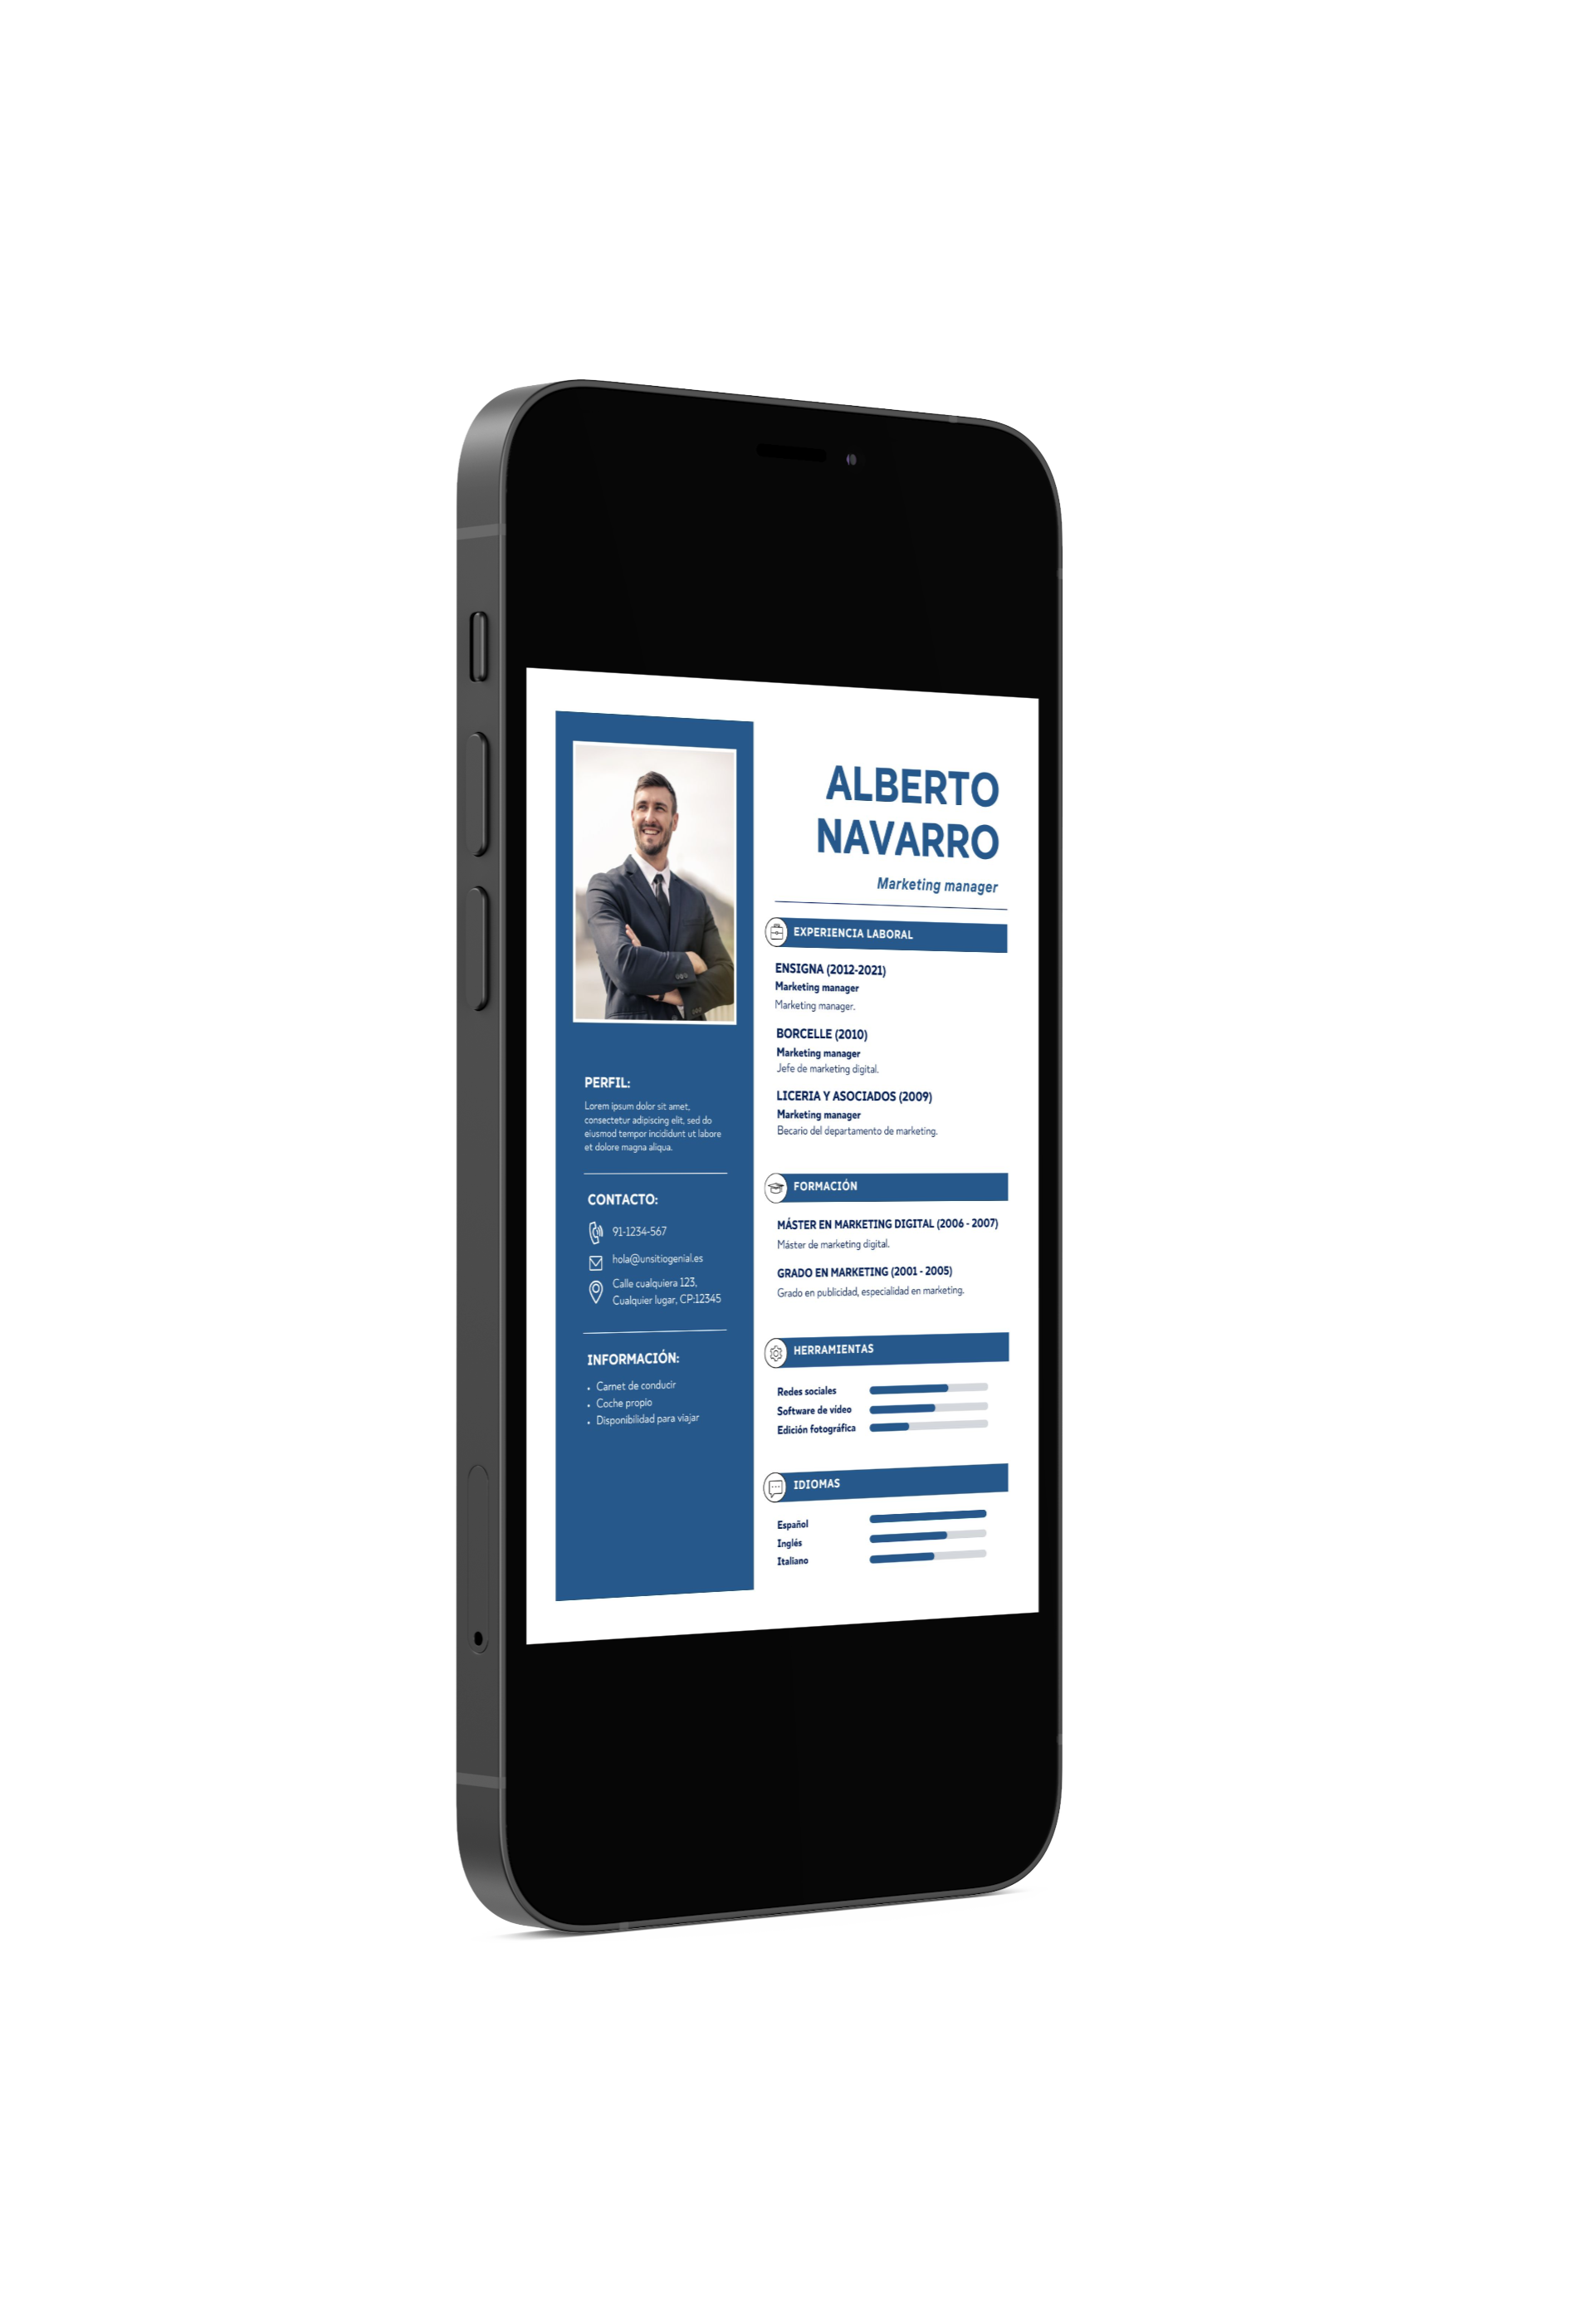 ALBERTO
NAVARRO
Marketing manager
PERFIL:
Lorem ipsum dolor sit amet,
consectetur adipiscing elit, sed do
eiusmod tempor incididunt ut labore
et dolore magna aliqua.
CONTACTO:
91-1234-567
hola@unsitiogenial.es
Calle cualquiera 123,
Cualquier lugar, CP:12345
INFORMACIÓN:
• Carnet de conducir
• Coche propio
• Disponibilidad para viajar
EXPERIENCIA LABORAL
ENSIGNA (2012-2021)
Marketing manager
Marketing manager.
BORCELLE (2010)
Marketing manager
Jefe de marketing digital.
LICERIA Y ASOCIADOS (2009)
Marketing manager
Becario del departamento de marketing.
FORMACIÓN
MÁSTER EN MARKETING DIGITAL (2006 - 2007)
Máster de marketing digital.
GRADO EN MARKETING (2001 - 2005)
Grado en publicidad, especialidad en marketing.
HERRAMIENTAS
Redes sociales
Software de vídeo
Edición fotográfica
IDIOMAS
Español
Inglés
Italiano